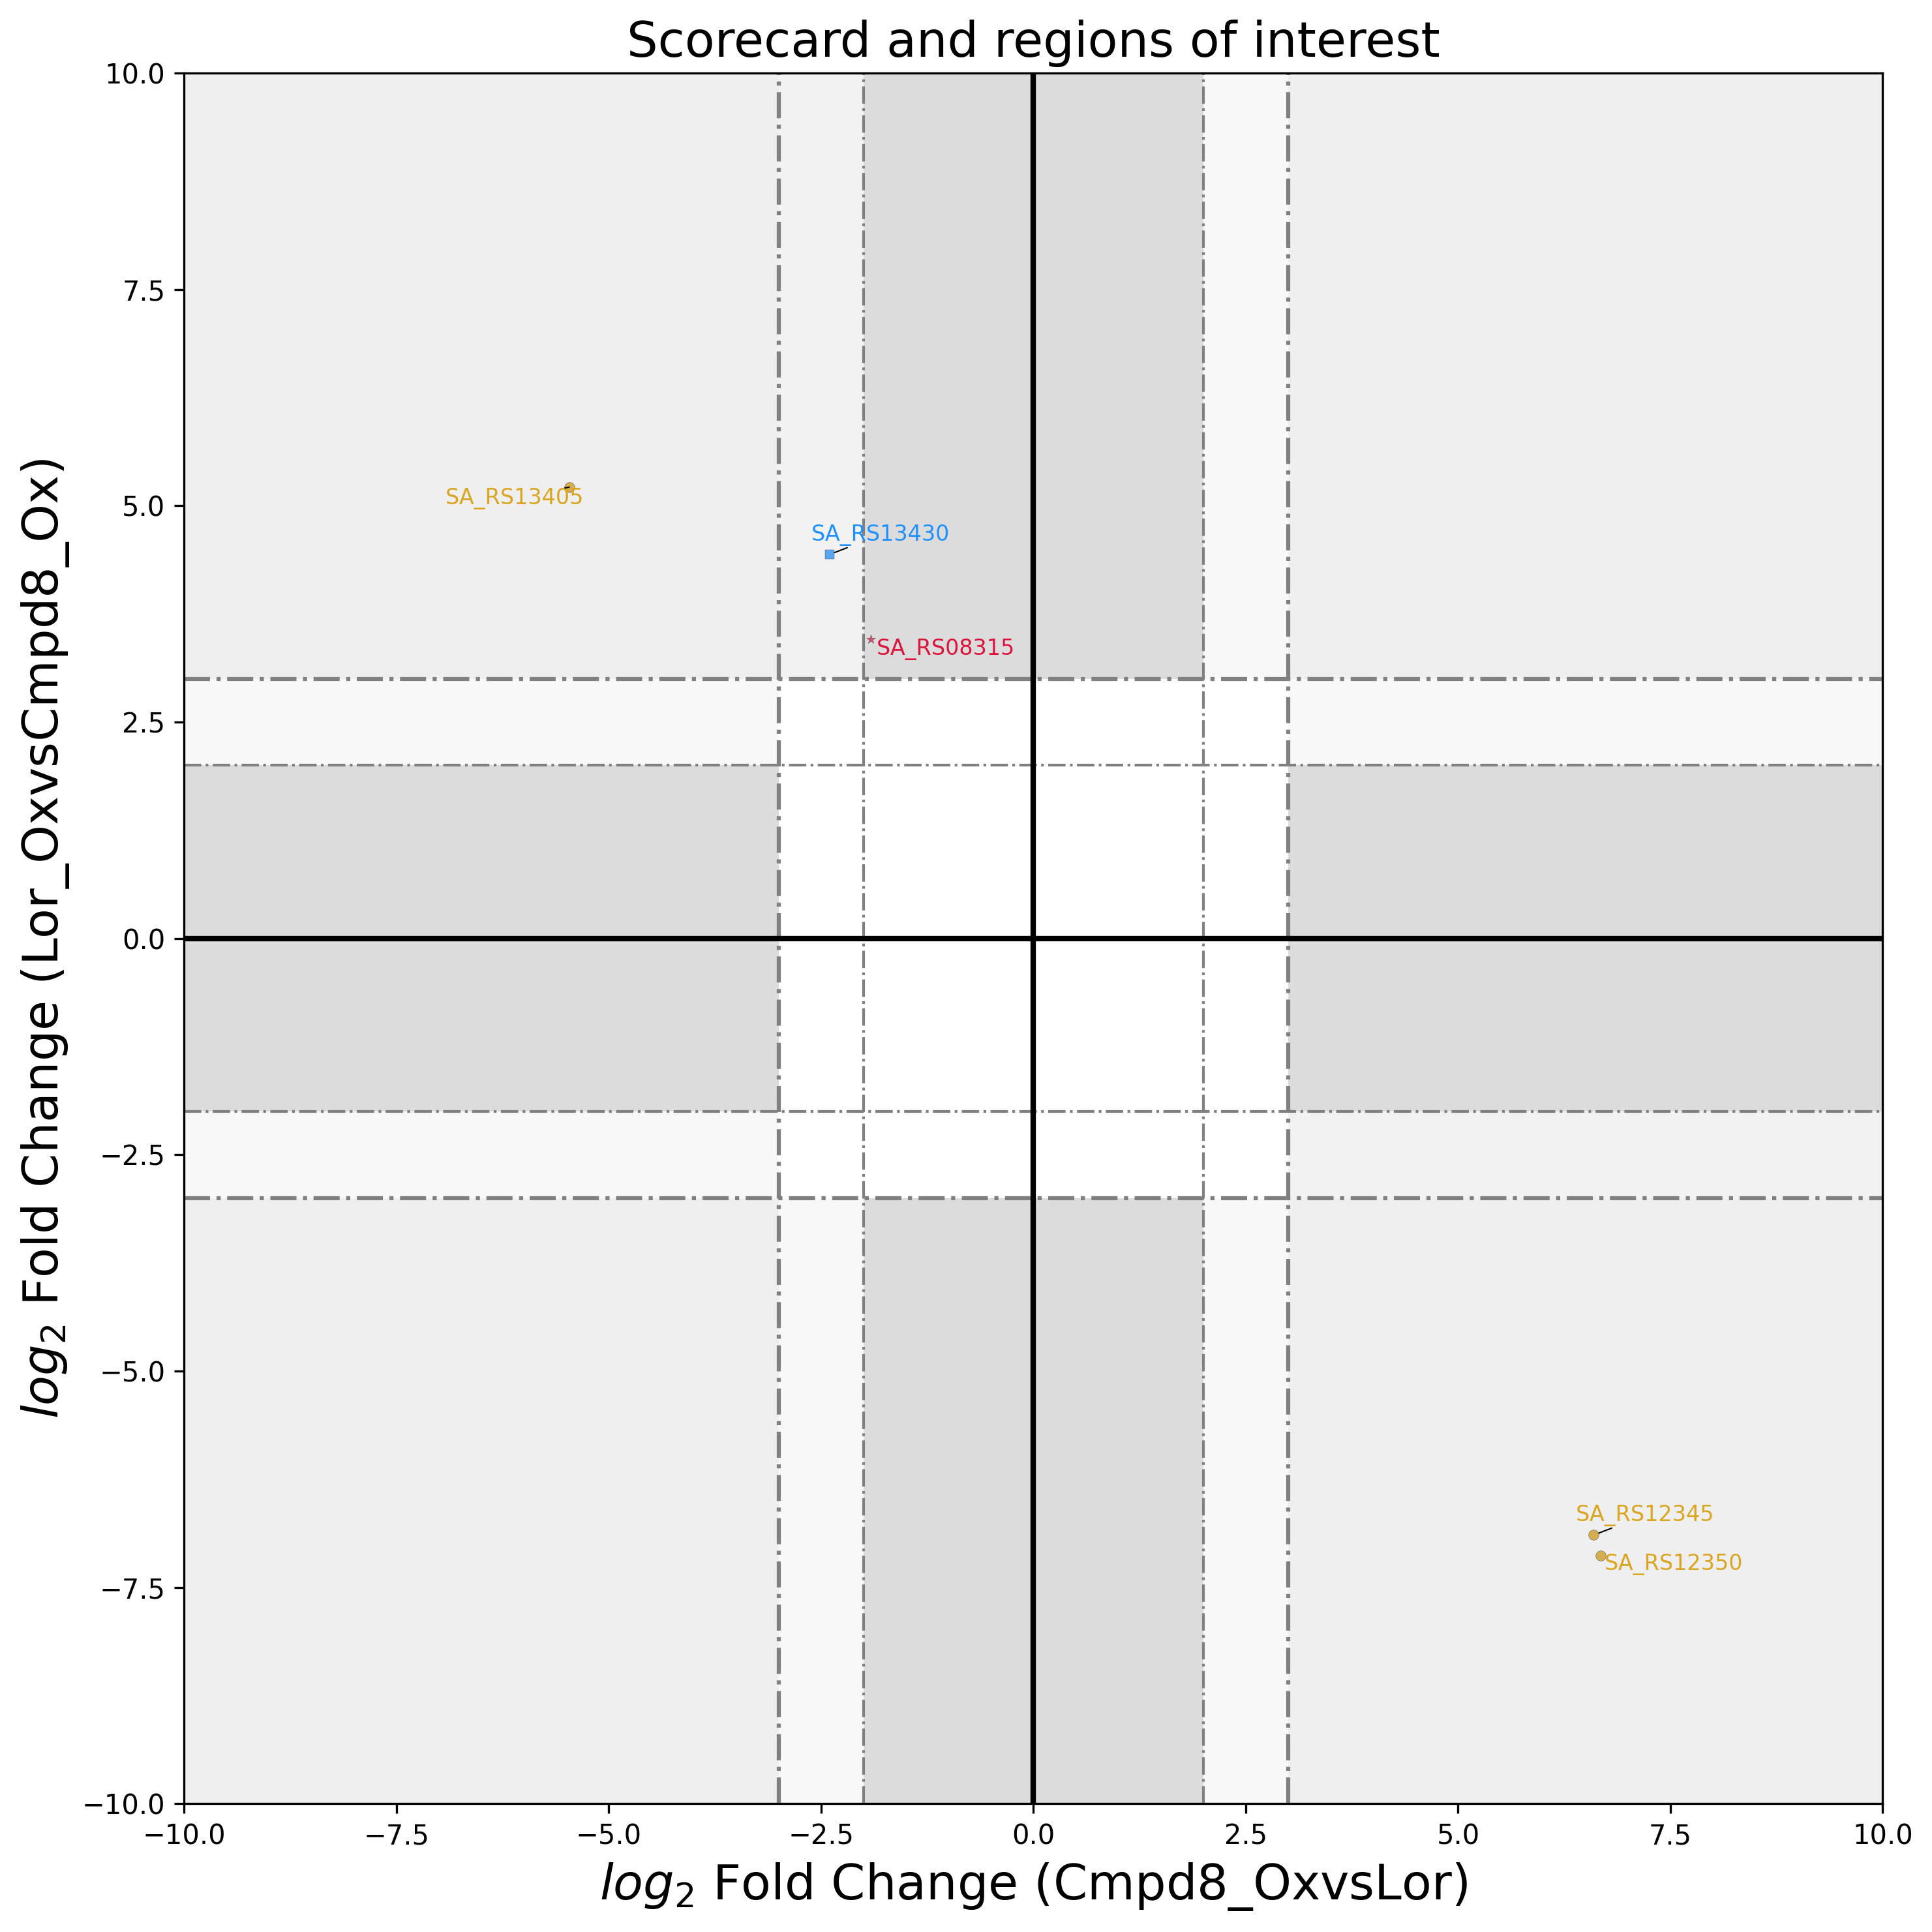 Scorecard and regions of interest
10.0
7.5
5.0
2.5
0.0
−2.5
−5.0
−7.5
−10.0
log2 Fold Change (Lor_OxvsCmpd8_Ox)
SA_RS13405
SA_RS13430
SA_RS08315
SA_RS12345
SA_RS12350
−10.0 −7.5 −5.0 −2.5 0.0 2.5 5.0 7.5 10.0
log2 Fold Change (Cmpd8_OxvsLor)